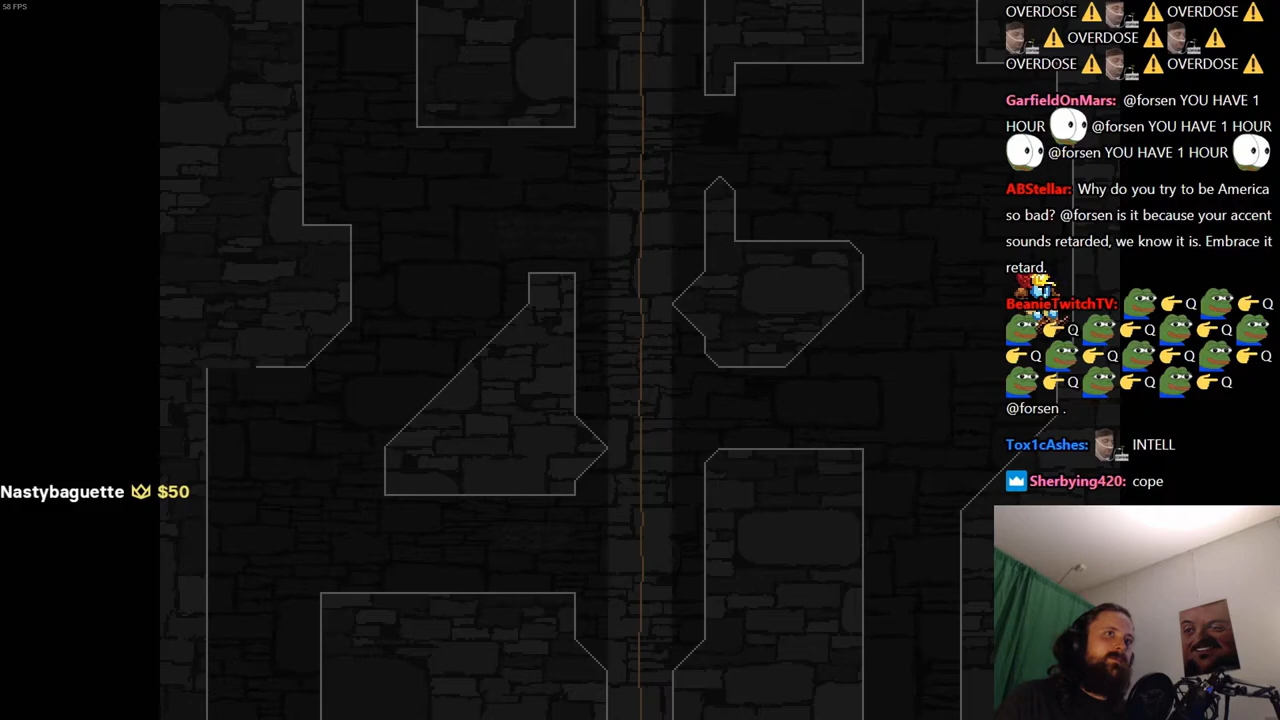 58 FPS
OVERDOSE OVERDOSE
OVERDOSE
OVERDOSE OVERDOSE
GarfieldOnMars: @forsen YOU HAVE 1
HOUR @forsen YOU HAVE 1 HOUR
@forsen YOU HAVE 1 HOUR
ABStellar: Why do you try to be America
so bad? @forsen is it because your accent
sounds retarded, we know it is. Embrace it
retard.
BeanieTwitchTV: Q Q
Q Q Q
Q Q Q Q
Q Q Q
@forsen .
Tox1cAshes: INTELL
Sherbying420: cope
Nastybaguette $50